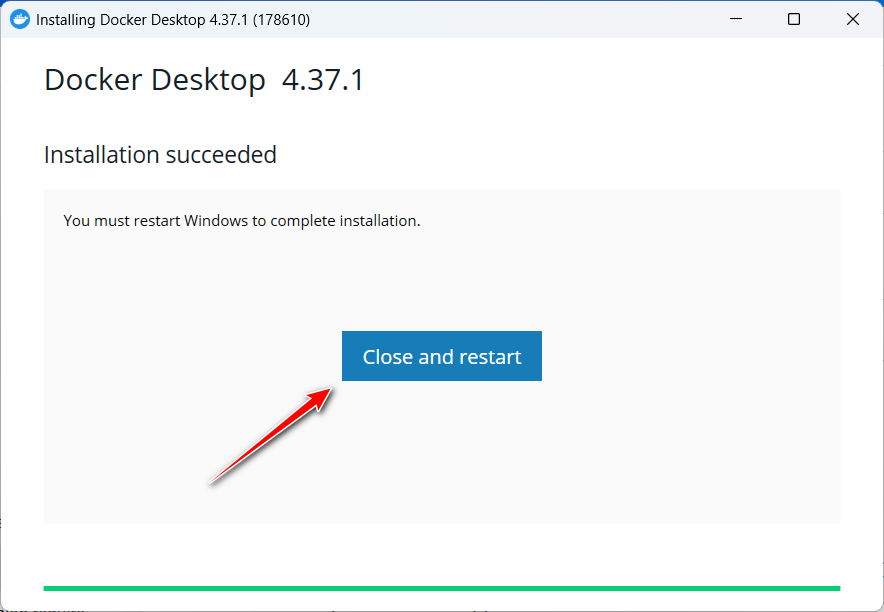 Installing Docker Desktop 4.37.1 (178610)
Docker Desktop 4.37.1
Installation succeeded
You must restart Windows to complete installation.
Close and restart